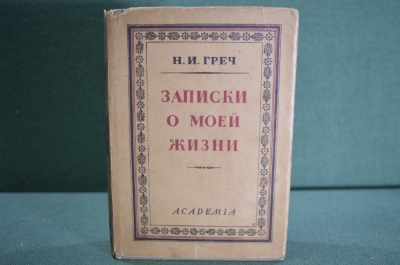 Н. И. ГРЕЧ
ЗАПИСКИ
О МОЕЙ
ЖИЗНИ
ACADEMIA